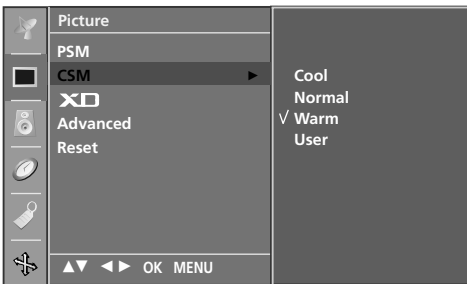 Picture
PSM
CSM ▶
XD
Advanced
Reset
▲▼ ◀▶ OK MENU
Cool
Normal
√ Warm
User